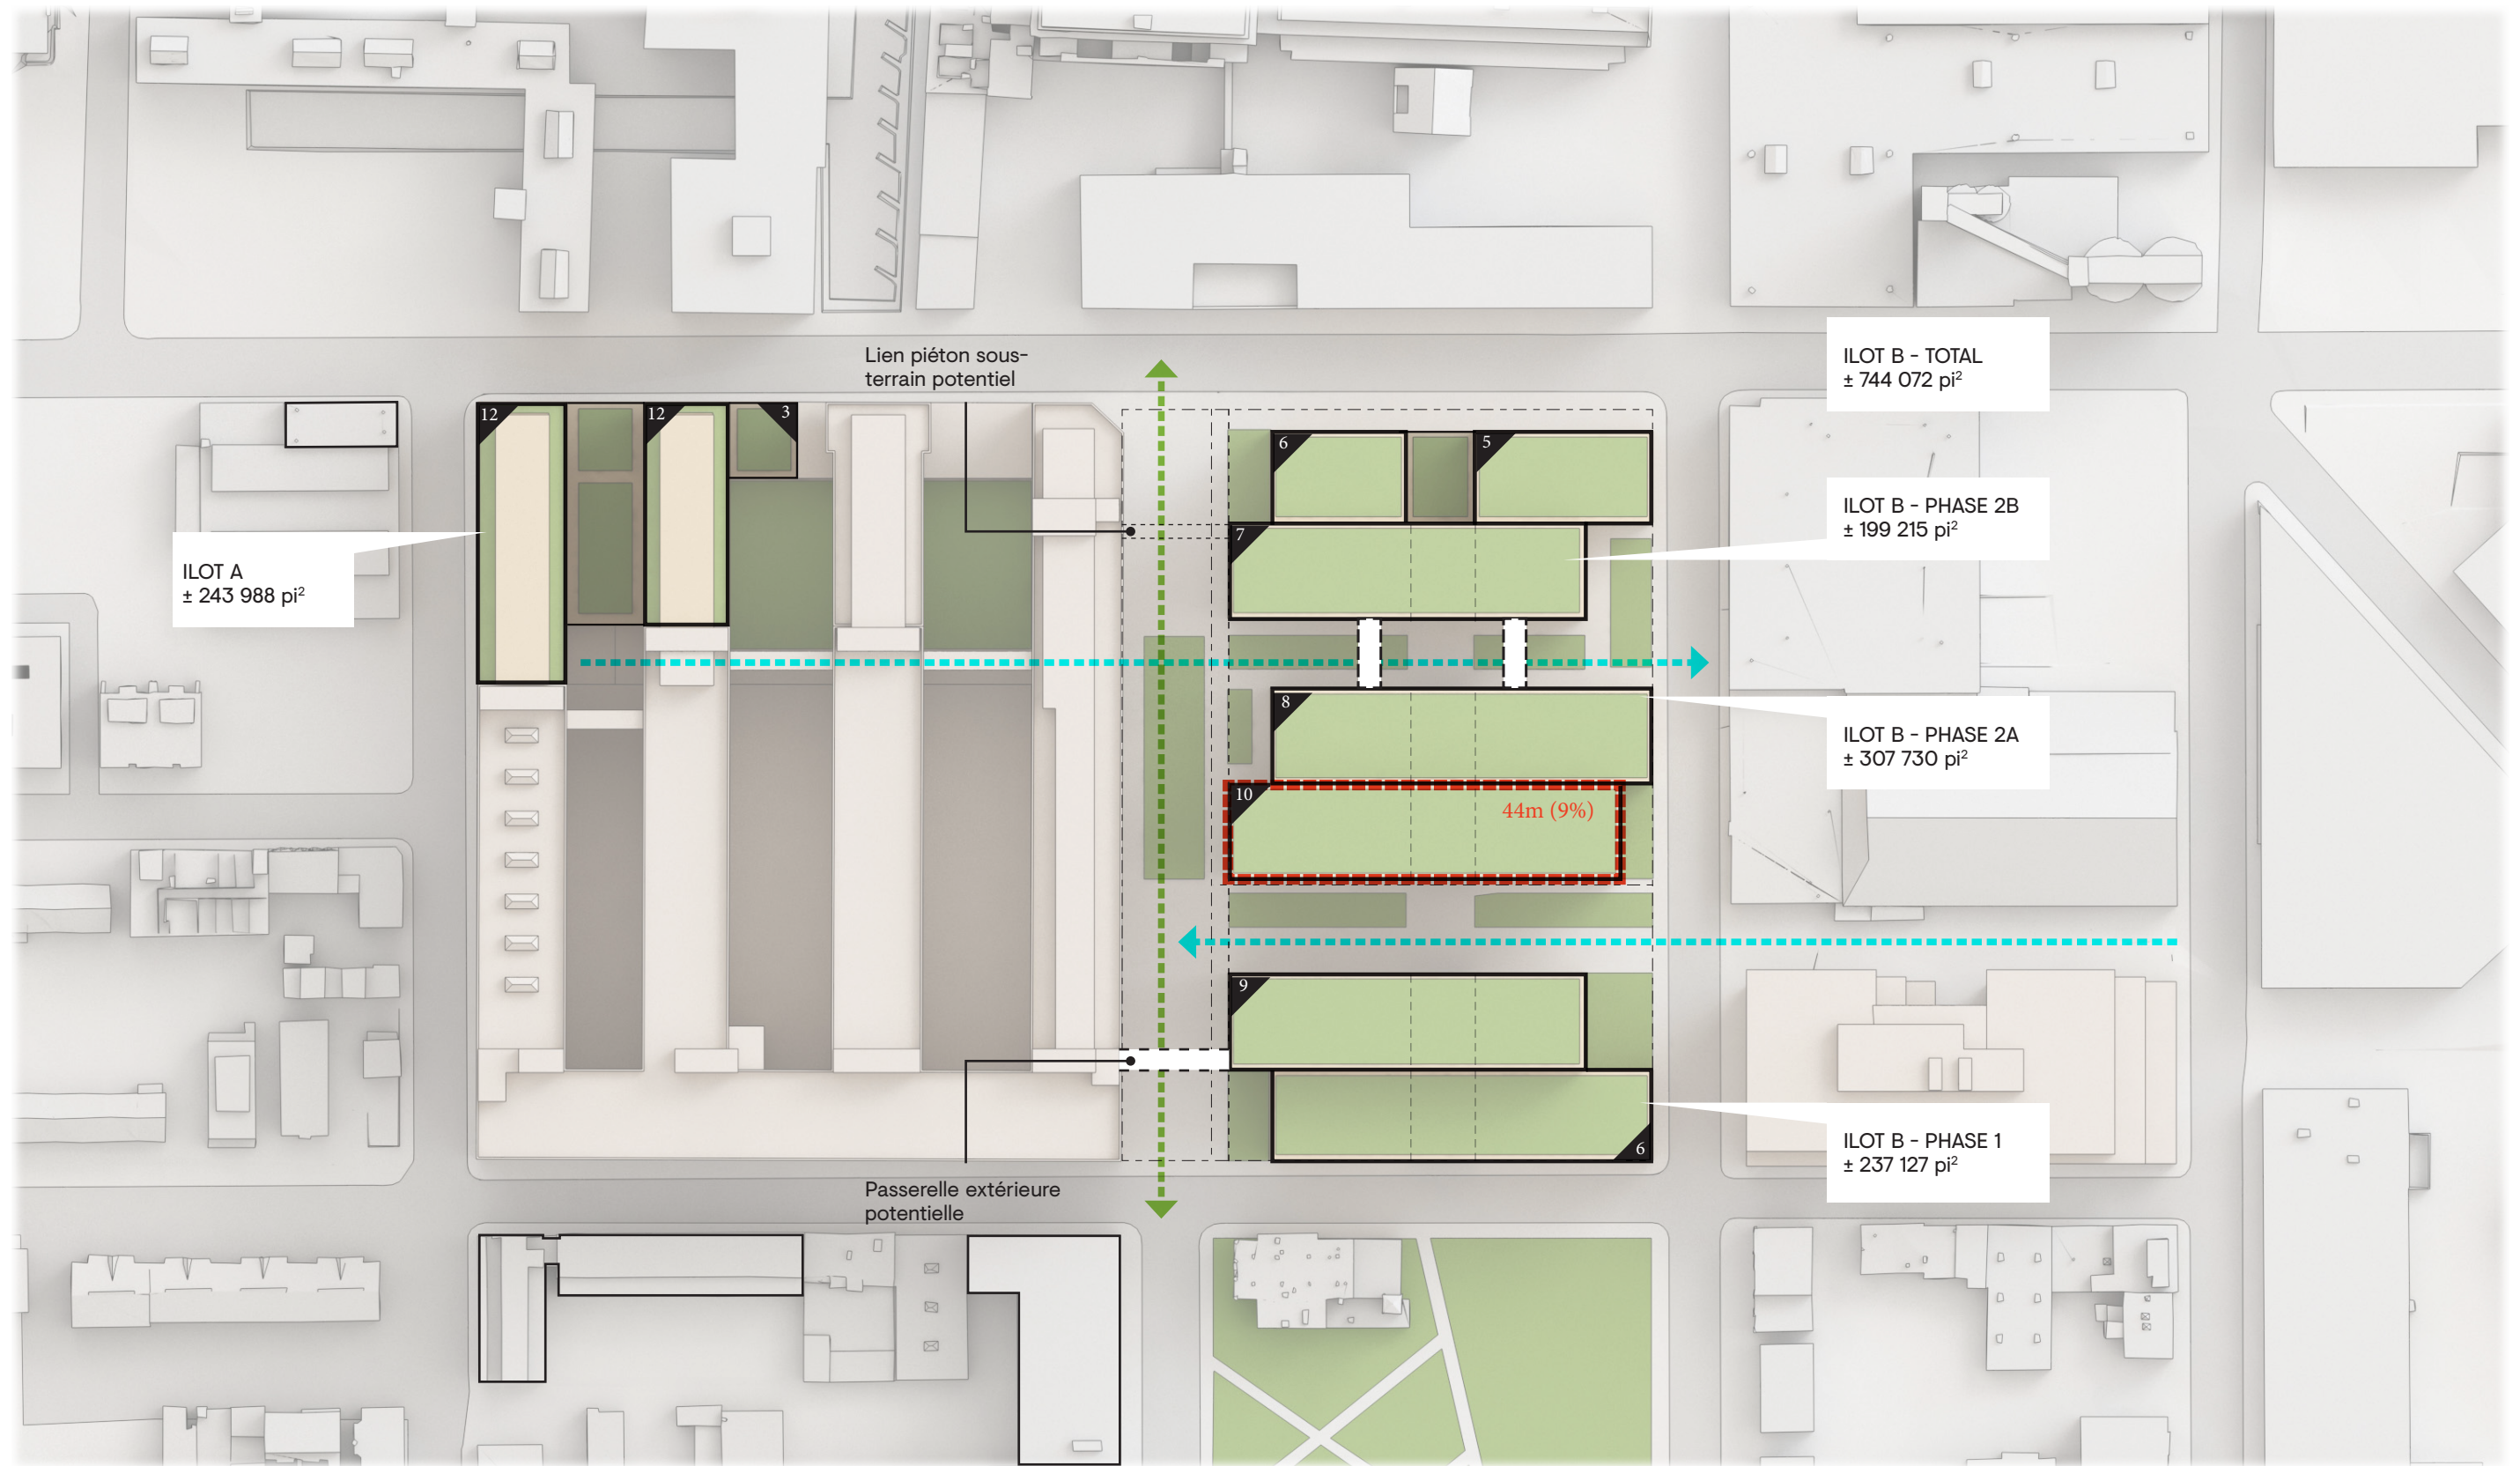 Lien piéton sous-
terrain potentiel
ILOT B - TOTAL
± 744 072 pi²
12
12
3
6
5
ILOT B - PHASE 2B
± 199 215 pi²
7
ILOT A
± 243 988 pi²
8
ILOT B - PHASE 2A
± 307 730 pi²
10
44m (9%)
9
ILOT B - PHASE 1
± 237 127 pi²
6
Passerelle extérieure
potentielle